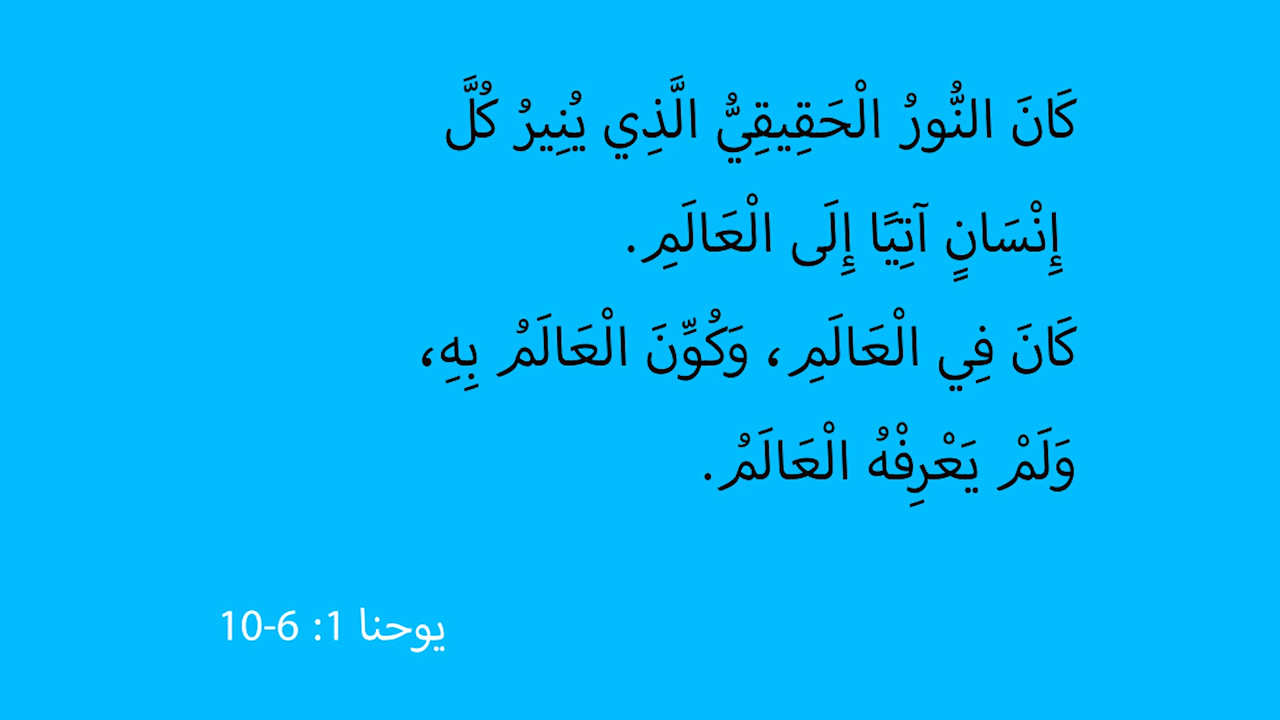 كَانَ النُّورُ الْحَقِيقِيُّ الَّذِي يُنِيرُ كُلَّ
إِنْسَانٍ آتِيًا إِلَى الْعَالَمِ.
كَانَ فِي الْعَالَمِ، وَكُوِّنَ الْعَالَمُ بِهِ،
وَلَمْ يَعْرِفْهُ الْعَالَمُ.
يوحنا 1: 6-10